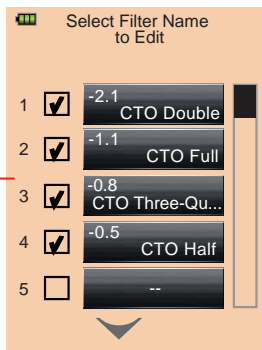 Select Filter Name
to Edit
1
-2.1
CTO Double
2
-1.1
CTO Full
3
-0.8
CTO Three-Qu...
4
-0.5
CTO Half
5
--